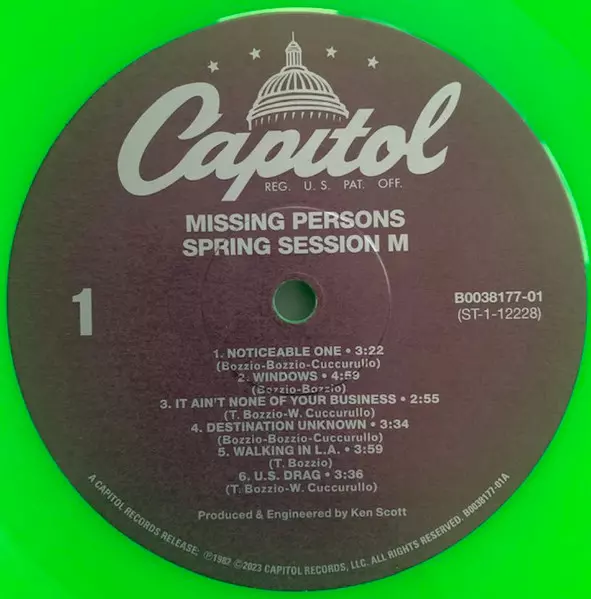 Capitol
REG. U.S. PAT. OFF.
MISSING PERSONS
SPRING SESSION M
1
B0038177-01
(ST-1-12228)
1. NOTICEABLE ONE • 3:22
(Bozzio-Bozzio-Cuccurullo)
2. WINDOWS • 4:59
(Bozzio-Bozzio)
3. IT AIN'T NONE OF YOUR BUSINESS • 2:55
(T. Bozzio-W. Cuccurullo)
4. DESTINATION UNKNOWN • 3:34
(Bozzio-Bozzio-Cuccurullo)
5. WALKING IN L.A. • 3:59
(T. Bozzio)
6. U.S. DRAG • 3:36
(T. Bozzio-W. Cuccurullo)
Produced & Engineered by Ken Scott
A CAPITOL RECORDS RELEASE: ℗1982 ©2023 CAPITOL RECORDS, LLC. ALL RIGHTS RESERVED. B0038177-01A